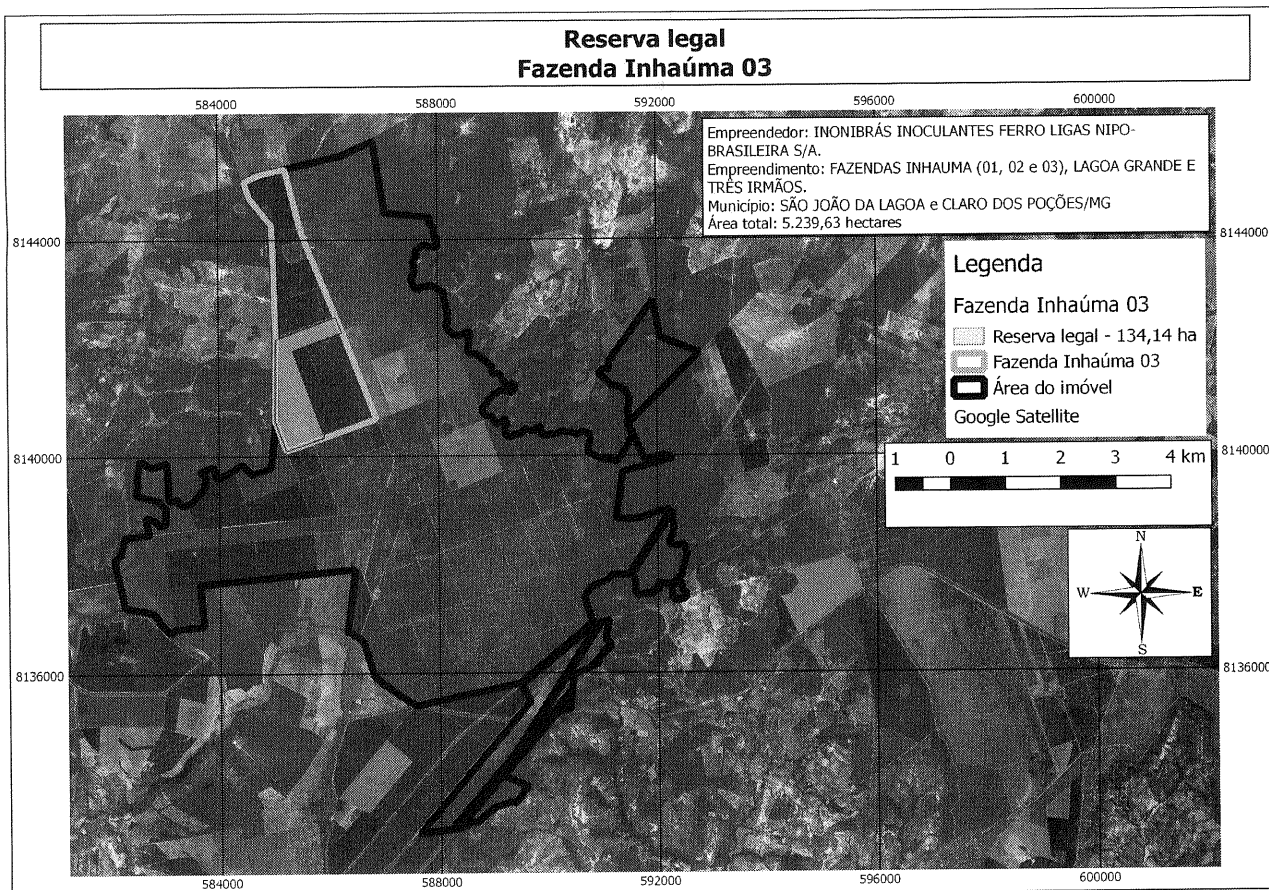 Reserva legal
Fazenda Inhaúma 03
584000 588000 592000 596000 600000
Empreendedor: INONIBRÁS INOCULANTES FERRO LIGAS NIPO-
BRASILEIRA S/A.
Empreendimento: FAZENDAS INHAUMA (01, 02 e 03), LAGOA GRANDE E
TRÊS IRMÃOS.
Município: SÃO JOÃO DA LAGOA e CLARO DOS POÇÕES/MG
Área total: 5.239,63 hectares
8144000 8144000
Legenda
Fazenda Inhaúma 03
Reserva legal - 134,14 ha
Fazenda Inhaúma 03
Área do imóvel
Google Satellite
8140000 8140000
1 0 1 2 3 4 km
N
W E
S
8136000 8136000
584000 588000 592000 596000 600000